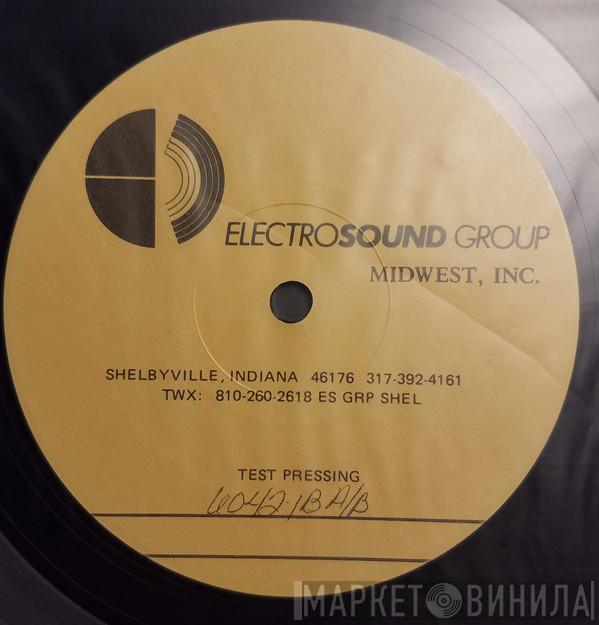 ELECTROSOUND GROUP
MIDWEST, INC.
SHELBYVILLE, INDIANA 46176 317-392-4161
TWX: 810-260-2618 ES GRP SHEL
TEST PRESSING
6042-1B A/B
МАРКЕТ ВИНИЛА